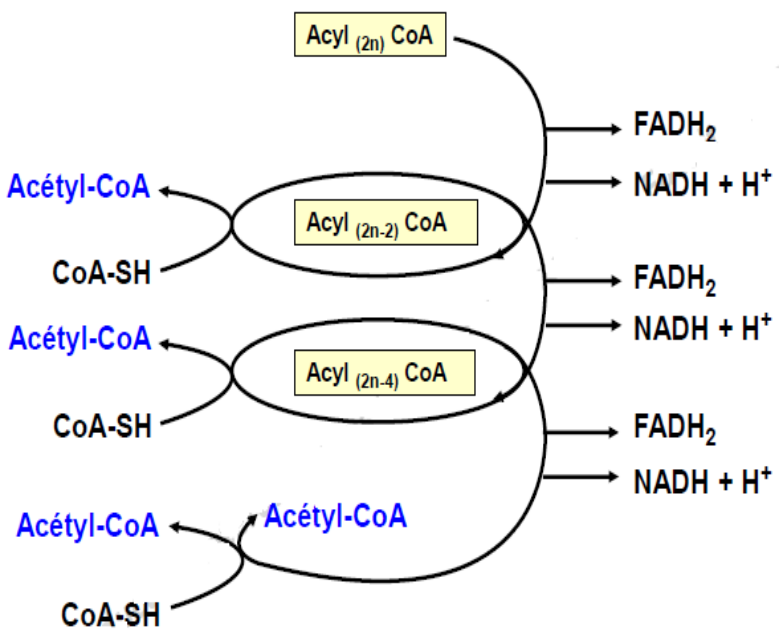 Acyl (2n) CoA
FADH₂
NADH + H⁺
Acétyl-CoA
Acyl (2n-2) CoA
CoA-SH
FADH₂
NADH + H⁺
Acétyl-CoA
Acyl (2n-4) CoA
CoA-SH
FADH₂
NADH + H⁺
Acétyl-CoA
Acétyl-CoA
CoA-SH